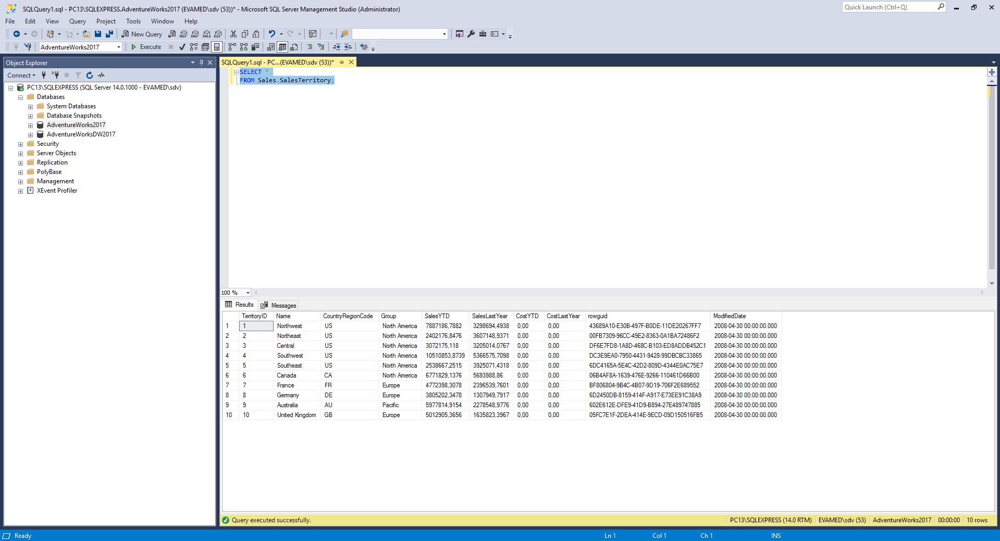 SQLQuery1.sql - PC13\SQLEXPRESS.AdventureWorks2017 (EVAMED\sdv (53))* - Microsoft SQL Server Management Studio (Administrator)
Quick Launch (Ctrl+Q)
File Edit View Query Project Tools Window Help
New Query MDX DMX XMLA DAX
AdventureWorks2017 Execute
Object Explorer
Connect
PC13\SQLEXPRESS (SQL Server 14.0.1000 - EVAMED\sdv)
Databases
System Databases
Database Snapshots
AdventureWorks2017
AdventureWorksDW2017
Security
Server Objects
Replication
PolyBase
Management
XEvent Profiler
SQLQuery1.sql - PC...(EVAMED\sdv (53))*
SELECT *
FROM Sales.SalesTerritory;
100 %
Results Messages
TerritoryID Name CountryRegionCode Group SalesYTD SalesLastYear CostYTD CostLastYear rowguid ModifiedDate
1 1 Northwest US North America 7887186,7882 3298694,4938 0,00 0,00 43689A10-E30B-497F-B0DE-11DE20267FF7 2008-04-30 00:00:00.000
2 2 Northeast US North America 2402176,8476 3607148,9371 0,00 0,00 00FB7309-96CC-49E2-8363-0A1BA72486F2 2008-04-30 00:00:00.000
3 3 Central US North America 3072175,118 3205014,0767 0,00 0,00 DF6E7FD8-1A8D-468C-B103-ED8ADDB452C1 2008-04-30 00:00:00.000
4 4 Southwest US North America 10510853,8739 5366575,7098 0,00 0,00 DC3E9EA0-7950-4431-9428-99DBCBC33865 2008-04-30 00:00:00.000
5 5 Southeast US North America 2538667,2515 3925071,4318 0,00 0,00 6DC4165A-5E4C-42D2-809D-4344E0AC75E7 2008-04-30 00:00:00.000
6 6 Canada CA North America 6771829,1376 5693988,86 0,00 0,00 06B4AF8A-1639-476E-9266-110461D66B00 2008-04-30 00:00:00.000
7 7 France FR Europe 4772398,3078 2396539,7601 0,00 0,00 BF806804-9B4C-4B07-9D19-706F2E689552 2008-04-30 00:00:00.000
8 8 Germany DE Europe 3805202,3478 1307949,7917 0,00 0,00 6D2450DB-8159-414F-A917-E73EE91C38A9 2008-04-30 00:00:00.000
9 9 Australia AU Pacific 5977814,9154 2278548,9776 0,00 0,00 602E612E-DFE9-41D9-B894-27E489747885 2008-04-30 00:00:00.000
10 10 United Kingdom GB Europe 5012905,3656 1635823,3967 0,00 0,00 05FC7E1F-2DEA-414E-9ECD-09D150516FB5 2008-04-30 00:00:00.000
Query executed successfully. PC13\SQLEXPRESS (14.0 RTM) EVAMED\sdv (53) AdventureWorks2017 00:00:00 10 rows
Ready Ln 1 Col 1 Ch 1 INS